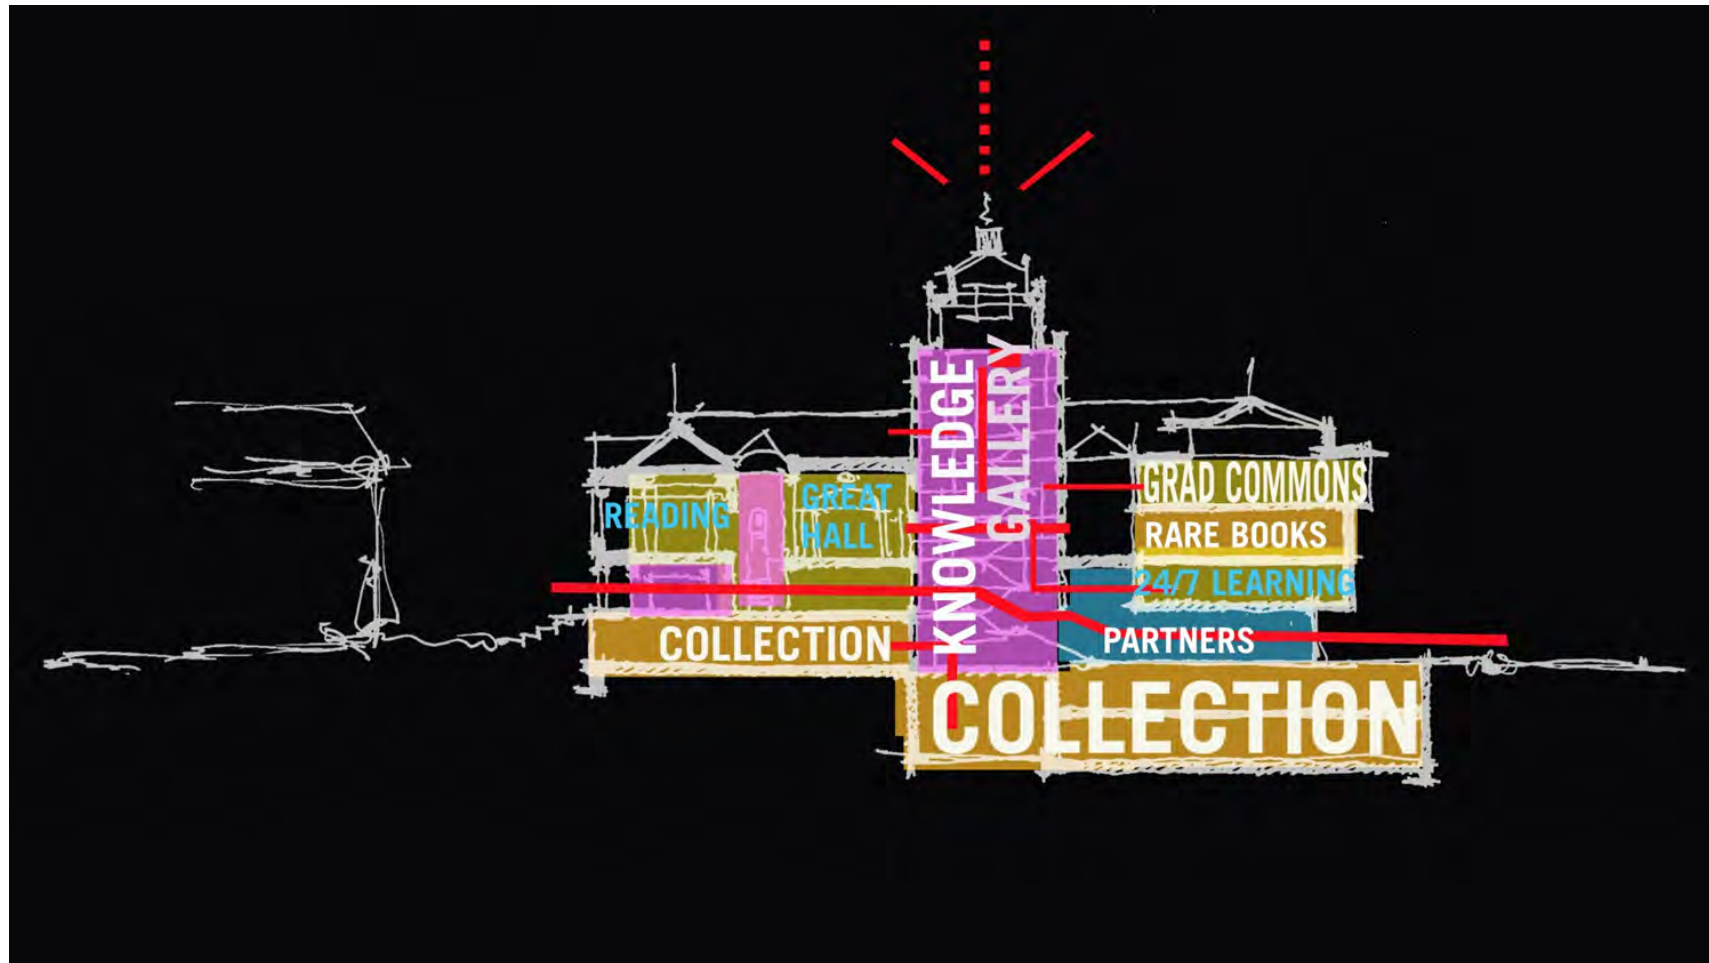 KNOWLEDGE
GALLERY
READING
GREAT
HALL
GRAD COMMONS
RARE BOOKS
24/7 LEARNING
PARTNERS
COLLECTION
COLLECTION